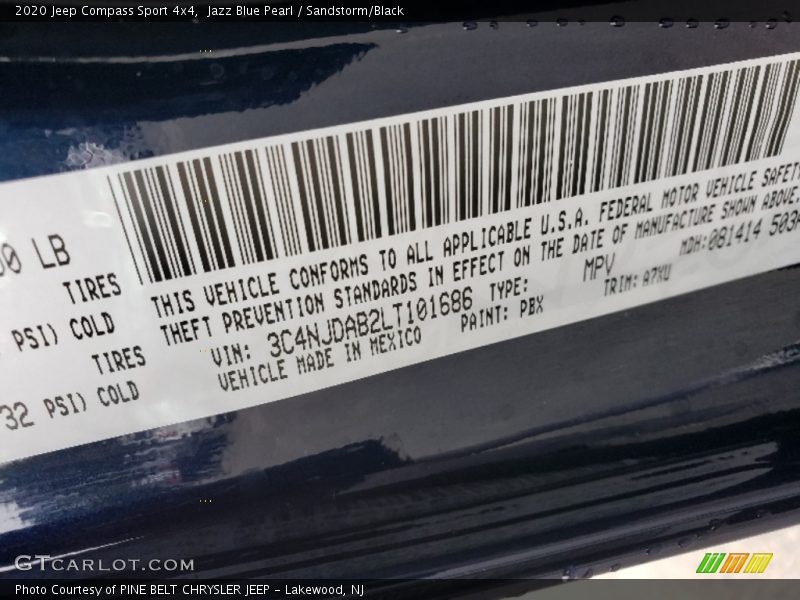 2020 Jeep Compass Sport 4x4, Jazz Blue Pearl / Sandstorm/Black
0 LB
TIRES
PSI) COLD
TIRES
32 PSI) COLD
THIS VEHICLE CONFORMS TO ALL APPLICABLE U.S.A. FEDERAL MOTOR VEHICLE SAFETY
THEFT PREVENTION STANDARDS IN EFFECT ON THE DATE OF MANUFACTURE SHOWN ABOVE.
VIN: 3C4NJDAB2LT101686 TYPE: MPV MDH:081414 503
VEHICLE MADE IN MEXICO PAINT: PBX TRIM: A7XU
GTCARLOT.COM
Photo Courtesy of PINE BELT CHRYSLER JEEP - Lakewood, NJ